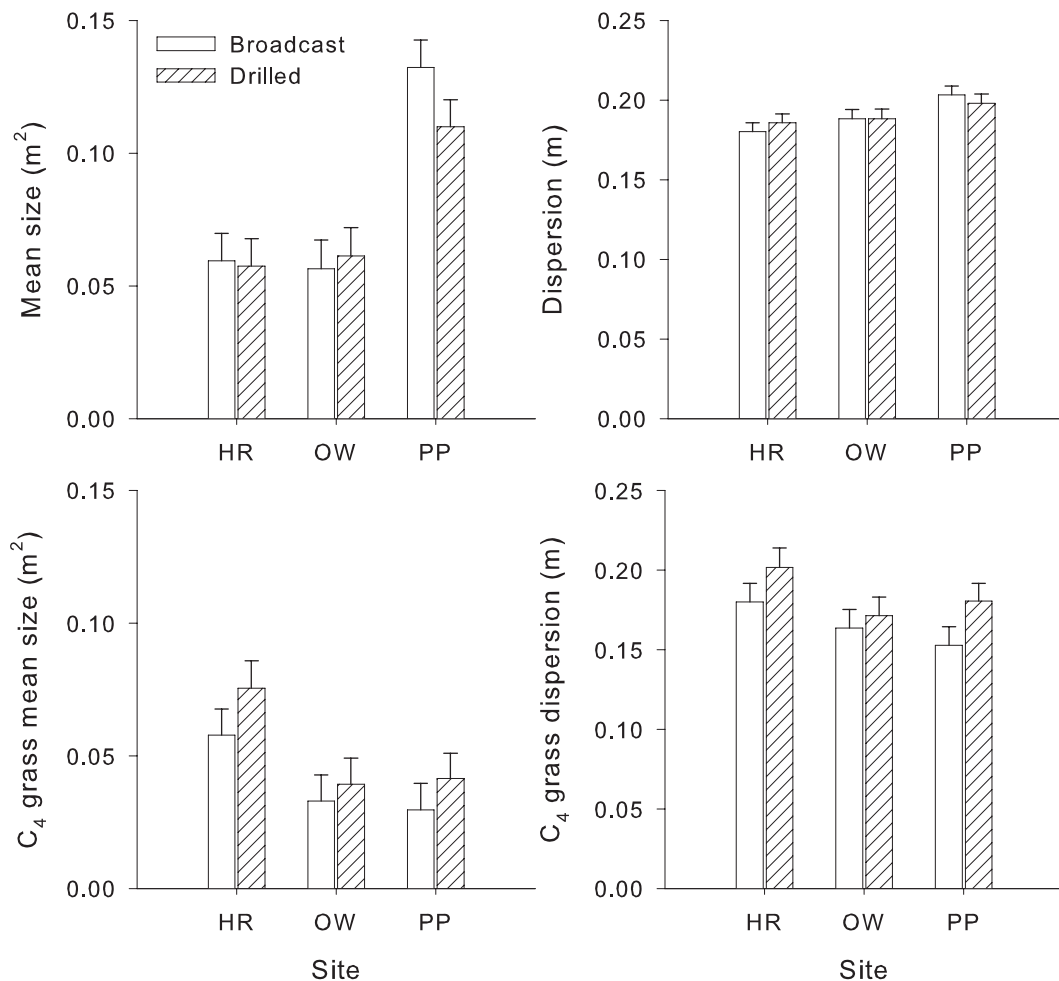 Mean size (m²)
0.15
0.10
0.05
0.00
Broadcast
Drilled
HR OW PP
Dispersion (m)
0.25
0.20
0.15
0.10
0.05
0.00
HR OW PP
C₄ grass mean size (m²)
0.15
0.10
0.05
0.00
HR OW PP
Site
C₄ grass dispersion (m)
0.25
0.20
0.15
0.10
0.05
0.00
HR OW PP
Site